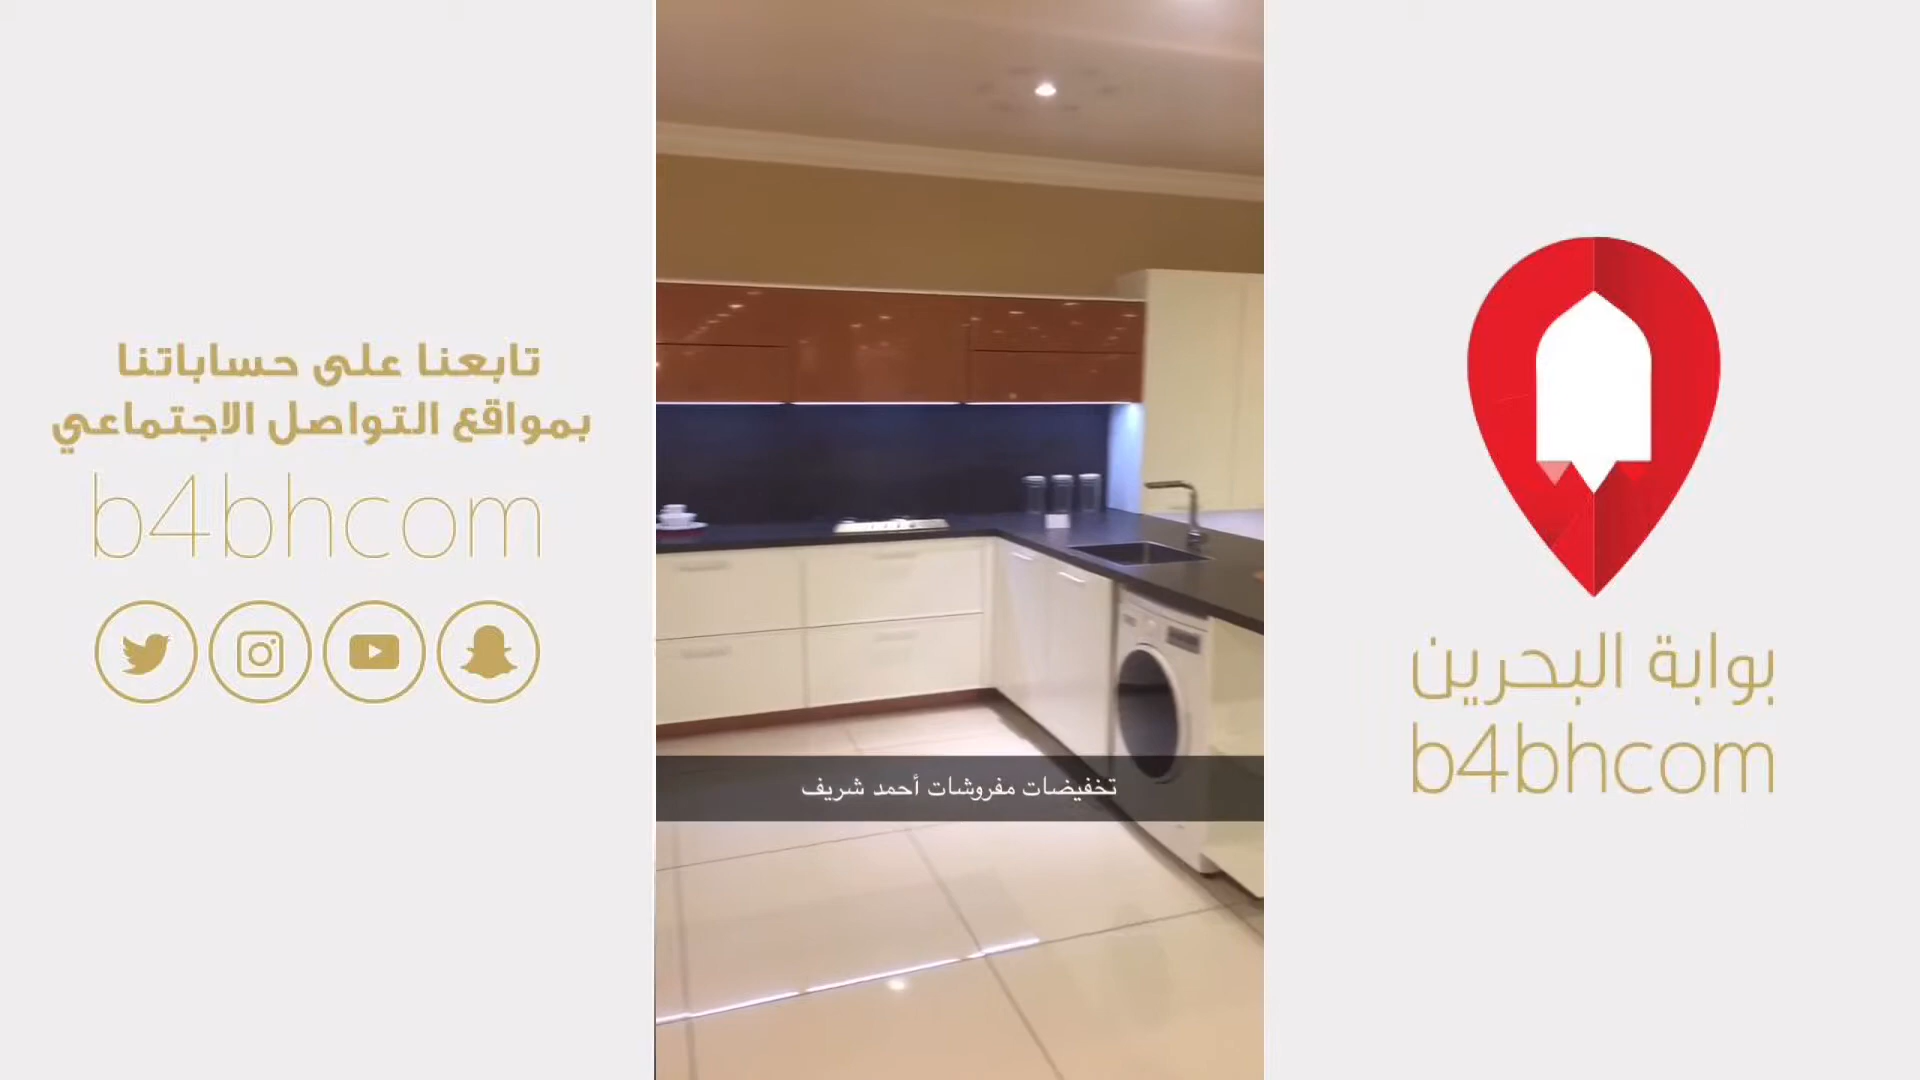 تابعنا على حساباتنا
بمواقع التواصل الاجتماعي
b4bhcom
تخفيضات مفروشات أحمد شريف
بوابة البحرين
b4bhcom